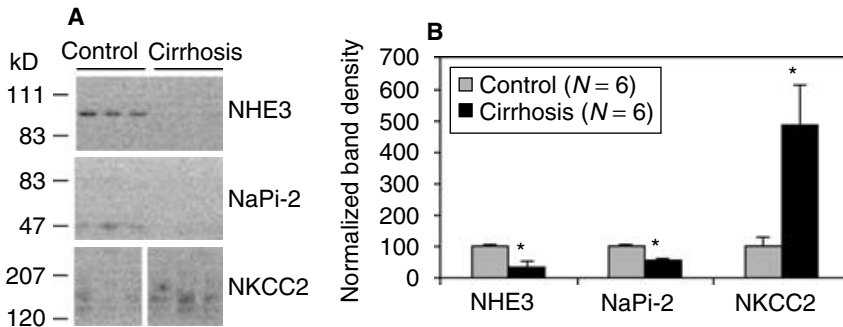 A
Control Cirrhosis
kD
111
83
NHE3
83
47
NaPi-2
207
120
NKCC2
B
Normalized band density
700
600
500
400
300
200
100
0
Control (N = 6)
Cirrhosis (N = 6)
*
*
*
NHE3 NaPi-2 NKCC2